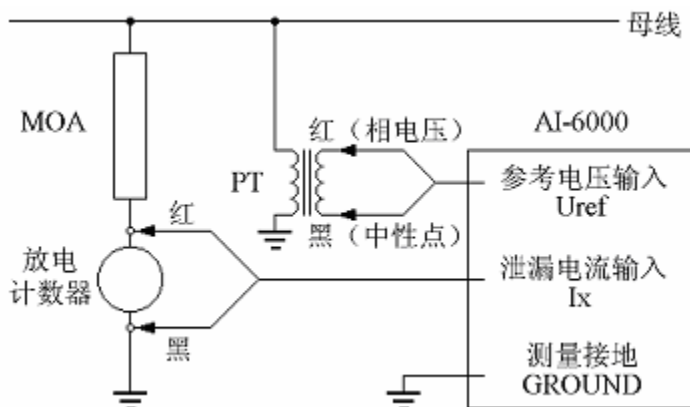 母线
MOA
红（相电压）
AI-6000
PT
参考电压输入
Uref
红
黑（中性点）
放电
计数器
泄漏电流输入
Ix
黑
测量接地
GROUND